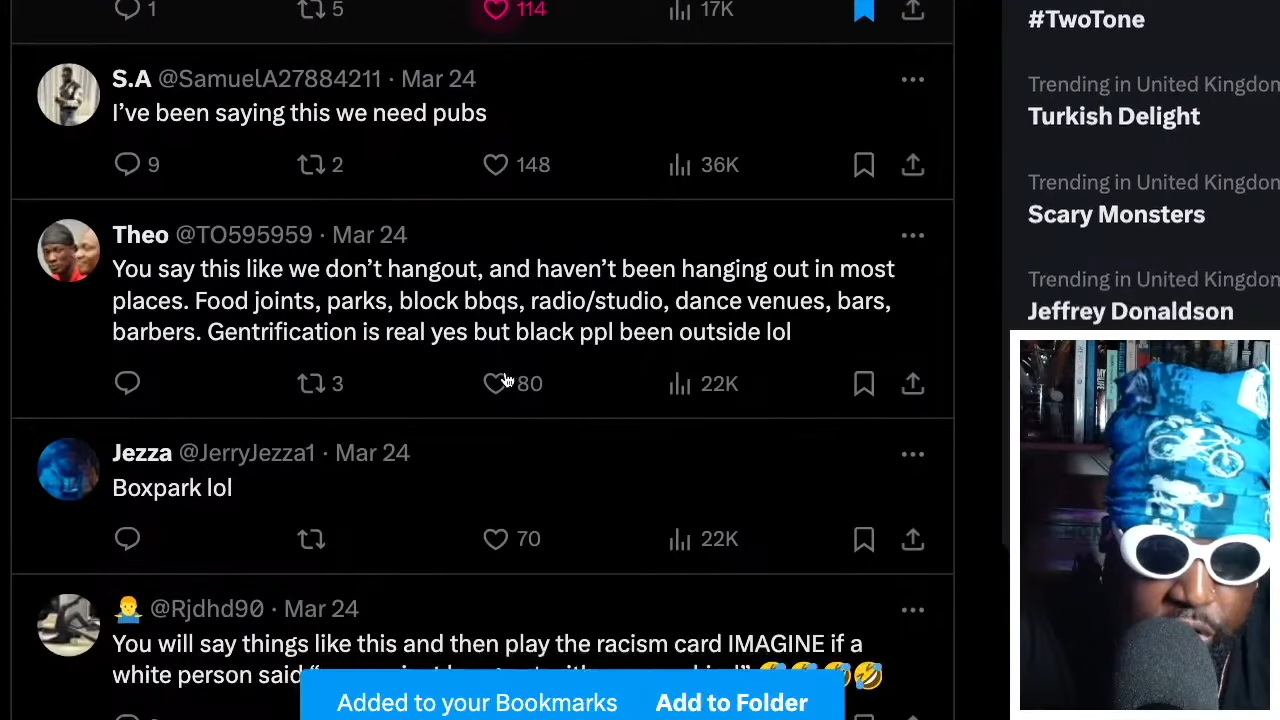 1 5 114 17K
S.A @SamuelA27884211 · Mar 24
I’ve been saying this we need pubs
9 2 148 36K
Theo @TO595959 · Mar 24
You say this like we don’t hangout, and haven’t been hanging out in most
places. Food joints, parks, block bbqs, radio/studio, dance venues, bars,
barbers. Gentrification is real yes but black ppl been outside lol
3 80 22K
Jezza @JerryJezza1 · Mar 24
Boxpark lol
70 22K
@Rjdhd90 · Mar 24
You will say things like this and then play the racism card IMAGINE if a
white person said
Added to your Bookmarks Add to Folder
#TwoTone
Trending in United Kingdom
Turkish Delight
Trending in United Kingdom
Scary Monsters
Trending in United Kingdom
Jeffrey Donaldson